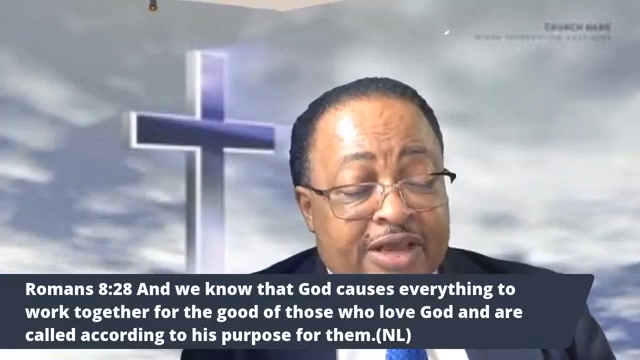 CHURCH NAME
Romans 8:28 And we know that God causes everything to
work together for the good of those who love God and are
called according to his purpose for them.(NL)